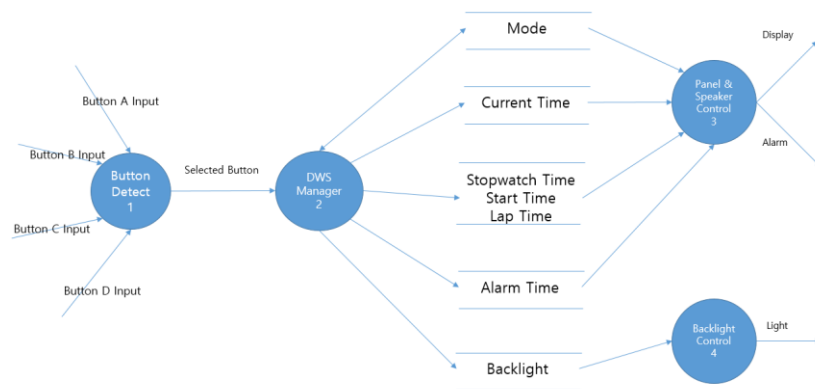 Button A Input
Button B Input
Button C Input
Button D Input
Button
Detect
1
Selected Button
DWS
Manager
2
Mode
Current Time
Stopwatch Time
Start Time
Lap Time
Alarm Time
Backlight
Panel &
Speaker
Control
3
Display
Alarm
Backlight
Control
4
Light